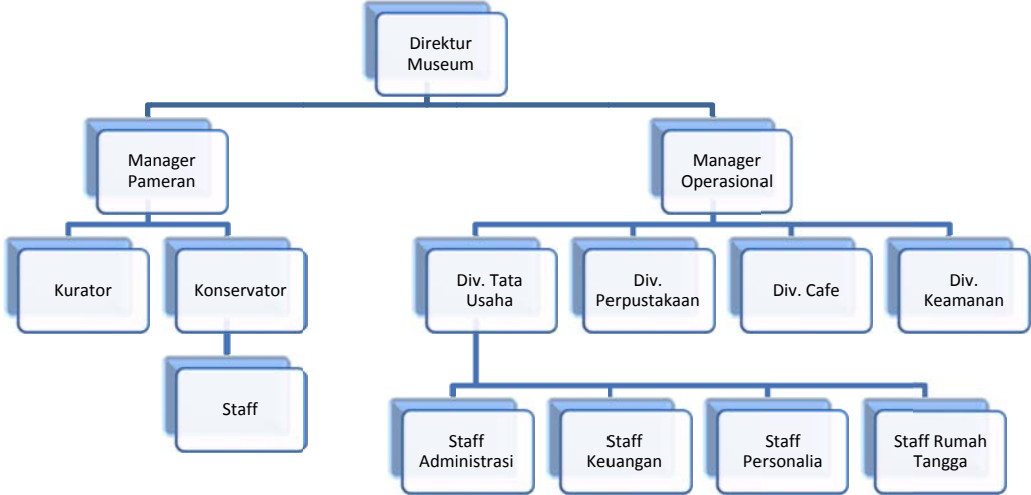 Direktur
Museum
Manager
Pameran
Manager
Operasional
Kurator
Konservator
Div. Tata
Usaha
Div.
Perpustakaan
Div. Cafe
Div.
Keamanan
Staff
Staff
Administrasi
Staff
Keuangan
Staff
Personalia
Staff Rumah
Tangga